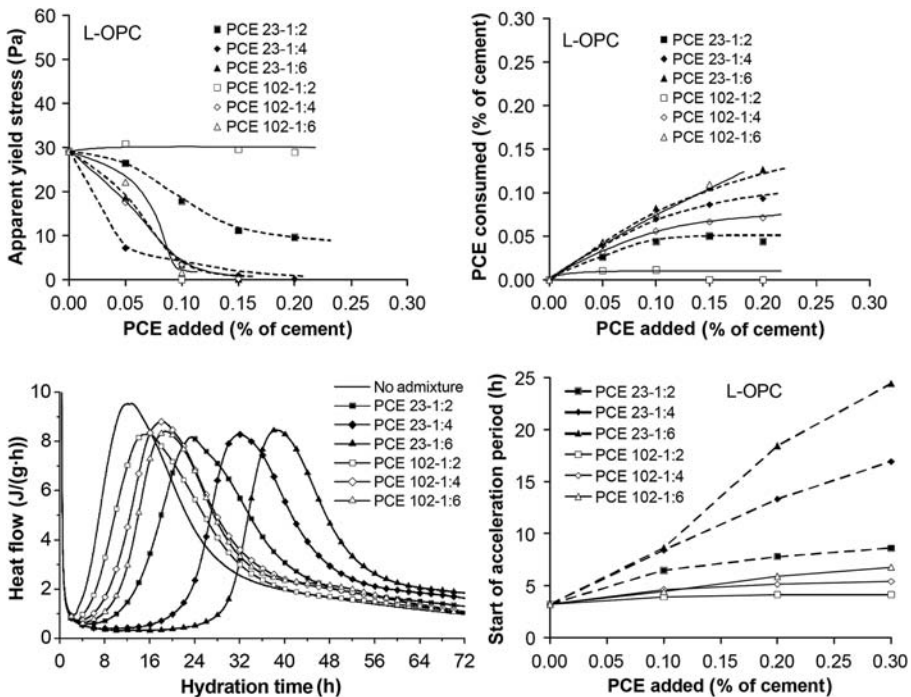 Apparent yield stress (Pa)
60
50
40
30
20
10
0
L-OPC
PCE 23-1:2
PCE 23-1:4
PCE 23-1:6
PCE 102-1:2
PCE 102-1:4
PCE 102-1:6
0.00 0.05 0.10 0.15 0.20 0.25 0.30
PCE added (% of cement)
PCE consumed (% of cement)
0.30
0.25
0.20
0.15
0.10
0.05
0.00
L-OPC
PCE 23-1:2
PCE 23-1:4
PCE 23-1:6
PCE 102-1:2
PCE 102-1:4
PCE 102-1:6
0.00 0.05 0.10 0.15 0.20 0.25 0.30
PCE added (% of cement)
Heat flow (J/(g·h))
10
8
6
4
2
0
No admixture
PCE 23-1:2
PCE 23-1:4
PCE 23-1:6
PCE 102-1:2
PCE 102-1:4
PCE 102-1:6
0 8 16 24 32 40 48 56 64 72
Hydration time (h)
Start of acceleration period (h)
25
20
15
10
5
0
L-OPC
PCE 23-1:2
PCE 23-1:4
PCE 23-1:6
PCE 102-1:2
PCE 102-1:4
PCE 102-1:6
0.00 0.05 0.10 0.15 0.20 0.25 0.30
PCE added (% of cement)